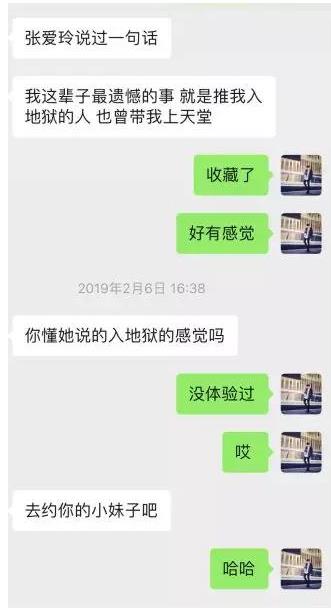 张爱玲说过一句话
我这辈子最遗憾的事 就是推我入
地狱的人 也曾带我上天堂
收藏了
好有感觉
2019年2月6日 16:38
你懂她说的入地狱的感觉吗
没体验过
哎
去约你的小妹子吧
哈哈